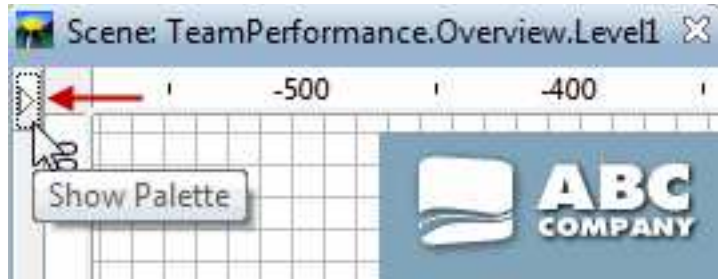 Scene: TeamPerformance.Overview.Level1
-500
-400
Show Palette
ABC
COMPANY